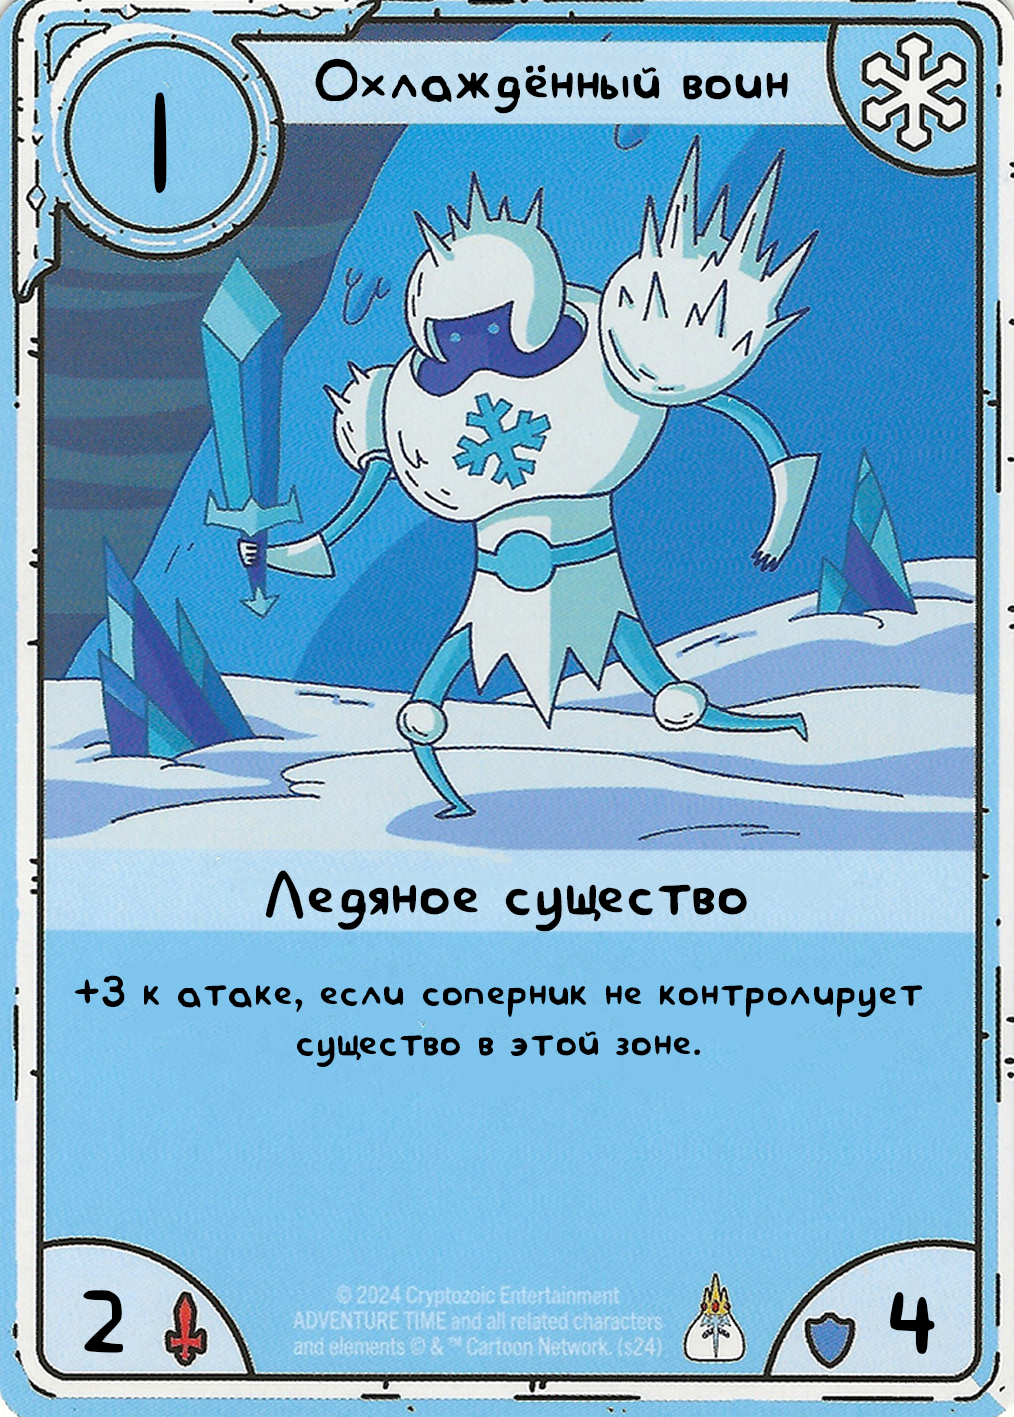 1
Охлаждённый воин
Ледяное существо
+3 к атаке, если соперник не контролирует
существо в этой зоне.
2
© 2024 Cryptozoic Entertainment
ADVENTURE TIME and all related characters
and elements © & ™ Cartoon Network. (s24)
4